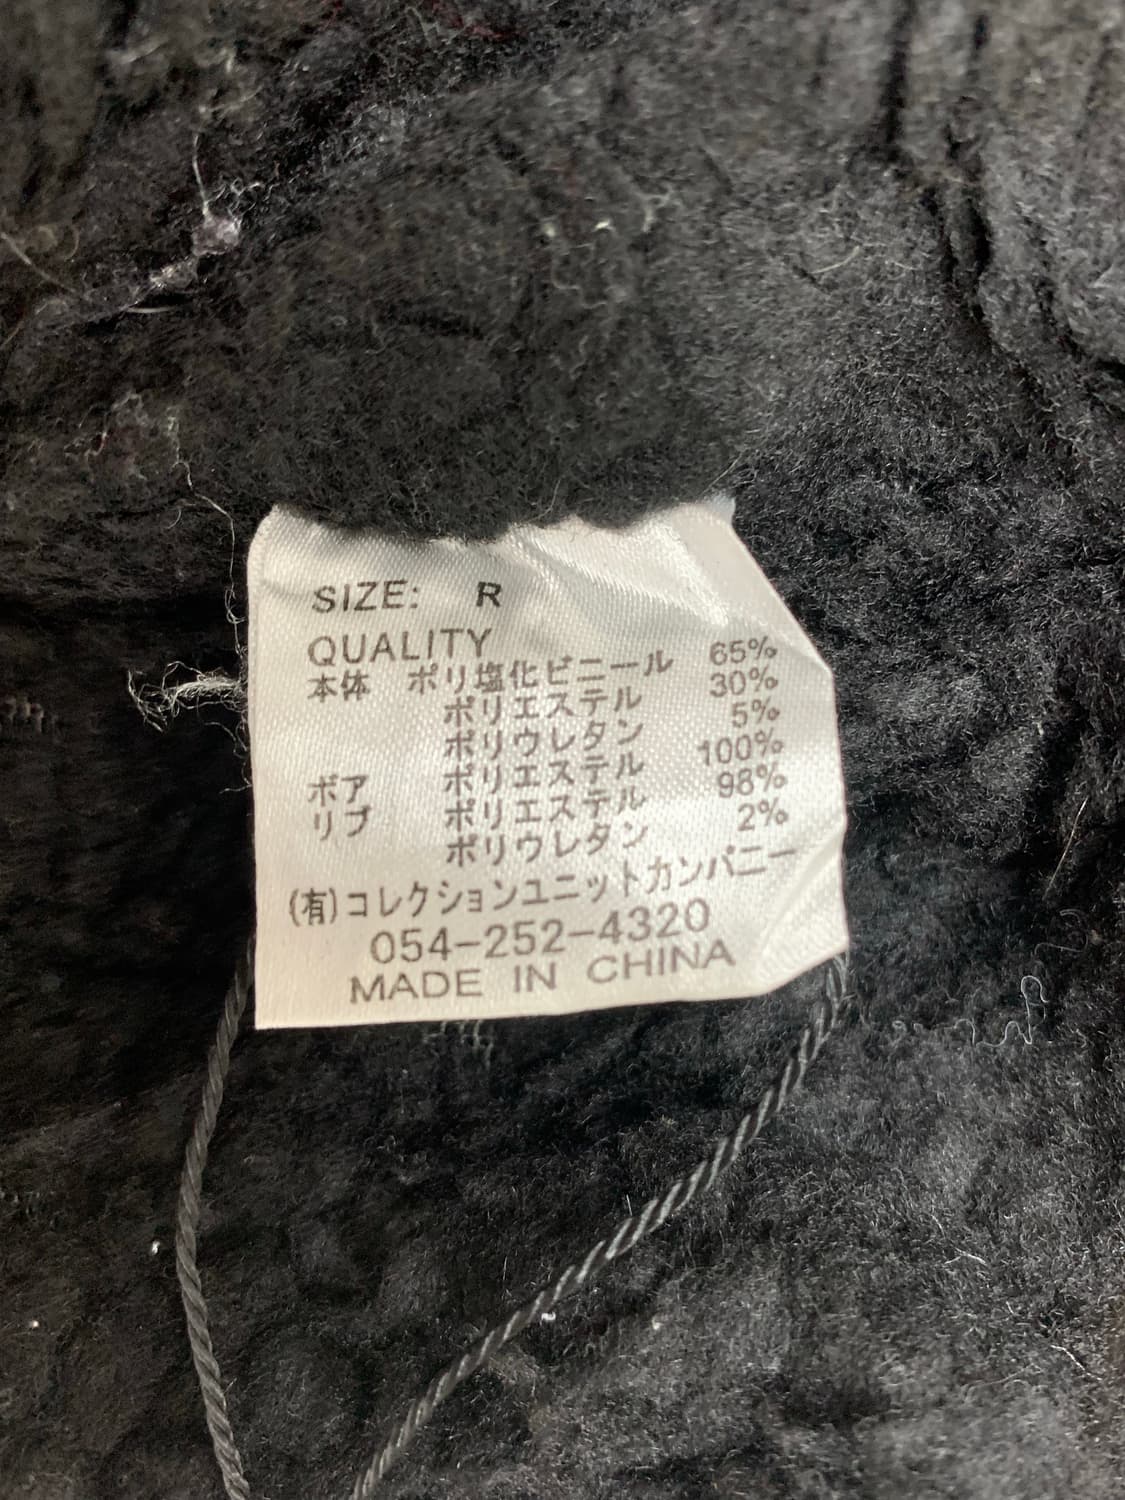 SIZE: R
QUALITY
本体 ポリ塩化ビニール 65%
ポリエステル 30%
ポリウレタン 5%
ボア ポリエステル 100%
リブ ポリエステル 98%
ポリウレタン 2%
(有)コレクションユニットカンパニー
054-252-4320
MADE IN CHINA